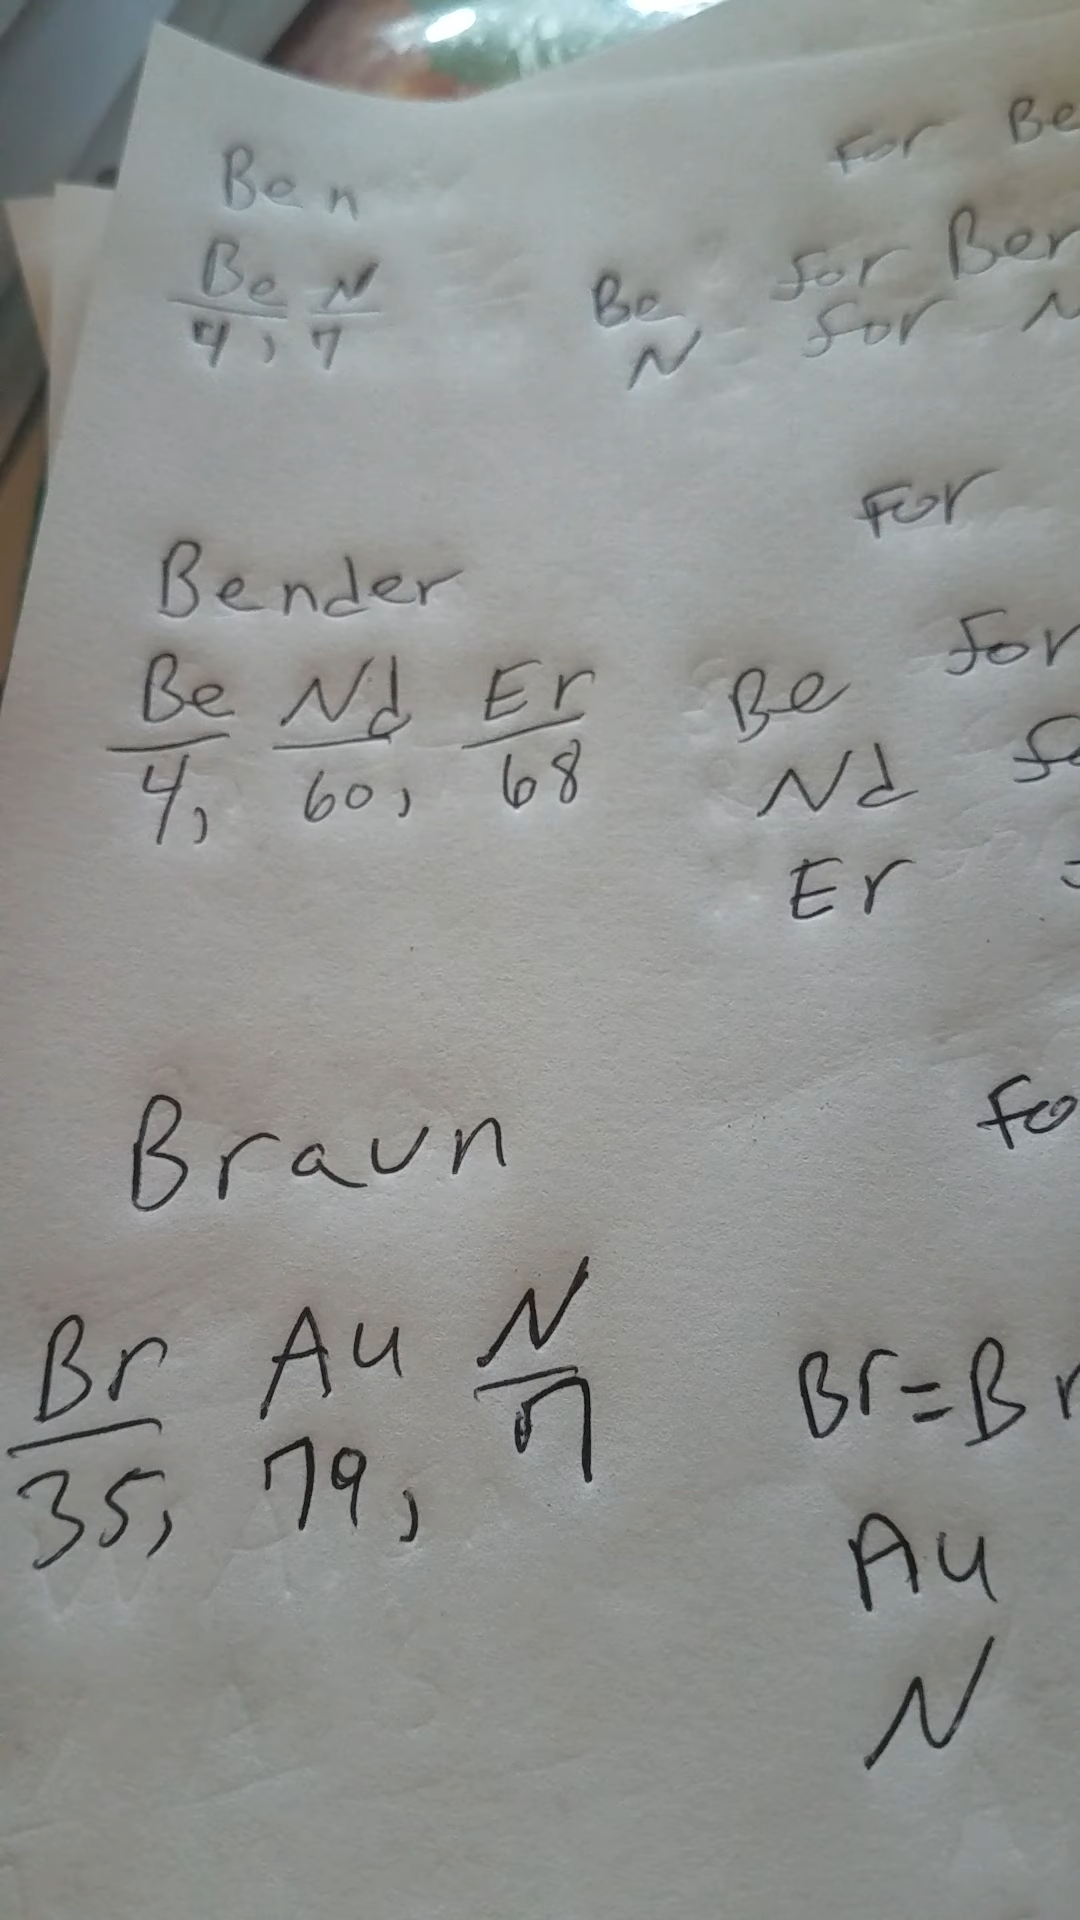 Ben
For Be
Be N
4, 7
Be for Ber
N for N
For
Bender
Be Nd Er
4, 60, 68
Be for
Nd
Er
Braun
Fo
Br Au N
35, 79, 7
Br=Br
Au
N